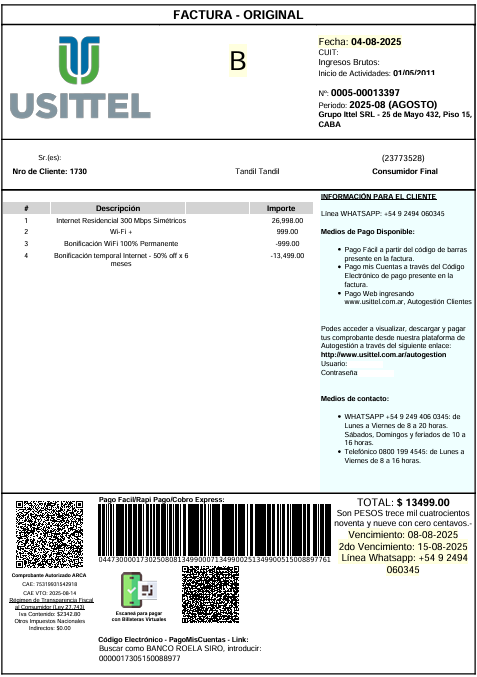 FACTURA - ORIGINAL
USITTEL
B
Fecha: 04-08-2025
CUIT:
Ingresos Brutos:
Inicio de Actividades: 01/05/2011
Nº: 0005-00013397
Periodo: 2025-08 (AGOSTO)
Grupo Ittel SRL - 25 de Mayo 432, Piso 15,
CABA
Sr.(es):
(23773528)
Nro de Cliente: 1730
Tandil Tandil
Consumidor Final
# Descripción Importe
1 Internet Residencial 300 Mbps Simétricos 26,998.00
2 Wi-Fi + 999.00
3 Bonificación WiFi 100% Permanente -999.00
4 Bonificación temporal Internet - 50% off x 6 -13,499.00
meses
INFORMACIÓN PARA EL CLIENTE
Línea WHATSAPP: +54 9 2494 060345
Medios de Pago Disponible:
• Pago Fácil a partir del código de barras
presente en la factura.
• Pago mis Cuentas a través del Código
Electrónico de pago presente en la
factura.
• Pago Web ingresando
www.usittel.com.ar, Autogestión Clientes
Podes acceder a visualizar, descargar y pagar
tus comprobante desde nuestra plataforma de
Autogestión a través del siguiente enlace:
http://www.usittel.com.ar/autogestion
Usuario:
Contraseña
Medios de contacto:
• WHATSAPP +54 9 249 406 0345: de
Lunes a Viernes de 8 a 20 horas.
Sábados, Domingos y feriados de 10 a
16 horas.
• Telefónico 0800 199 4545: de Lunes a
Viernes de 8 a 16 horas.
Comprobante Autorizado ARCA
CAE: 75319931542918
CAE VTO: 2025-08-14
Régimen de Transparencia Fiscal
al Consumidor (Ley 27.743)
Iva Contenido: $2342.80
Otros Impuestos Nacionales
Indirectos: $0.00
Pago Facil/Rapi Pago/Cobro Express:
Escaneá para pagar
con Billeteras Virtuales
Código Electrónico - PagoMisCuentas - Link:
Buscar como BANCO ROELA SIRO, introducir:
0000017305150088977
TOTAL: $ 13499.00
Son PESOS trece mil cuatrocientos
noventa y nueve con cero centavos.-
Vencimiento: 08-08-2025
2do Vencimiento: 15-08-2025
Línea Whatsapp: +54 9 2494
060345